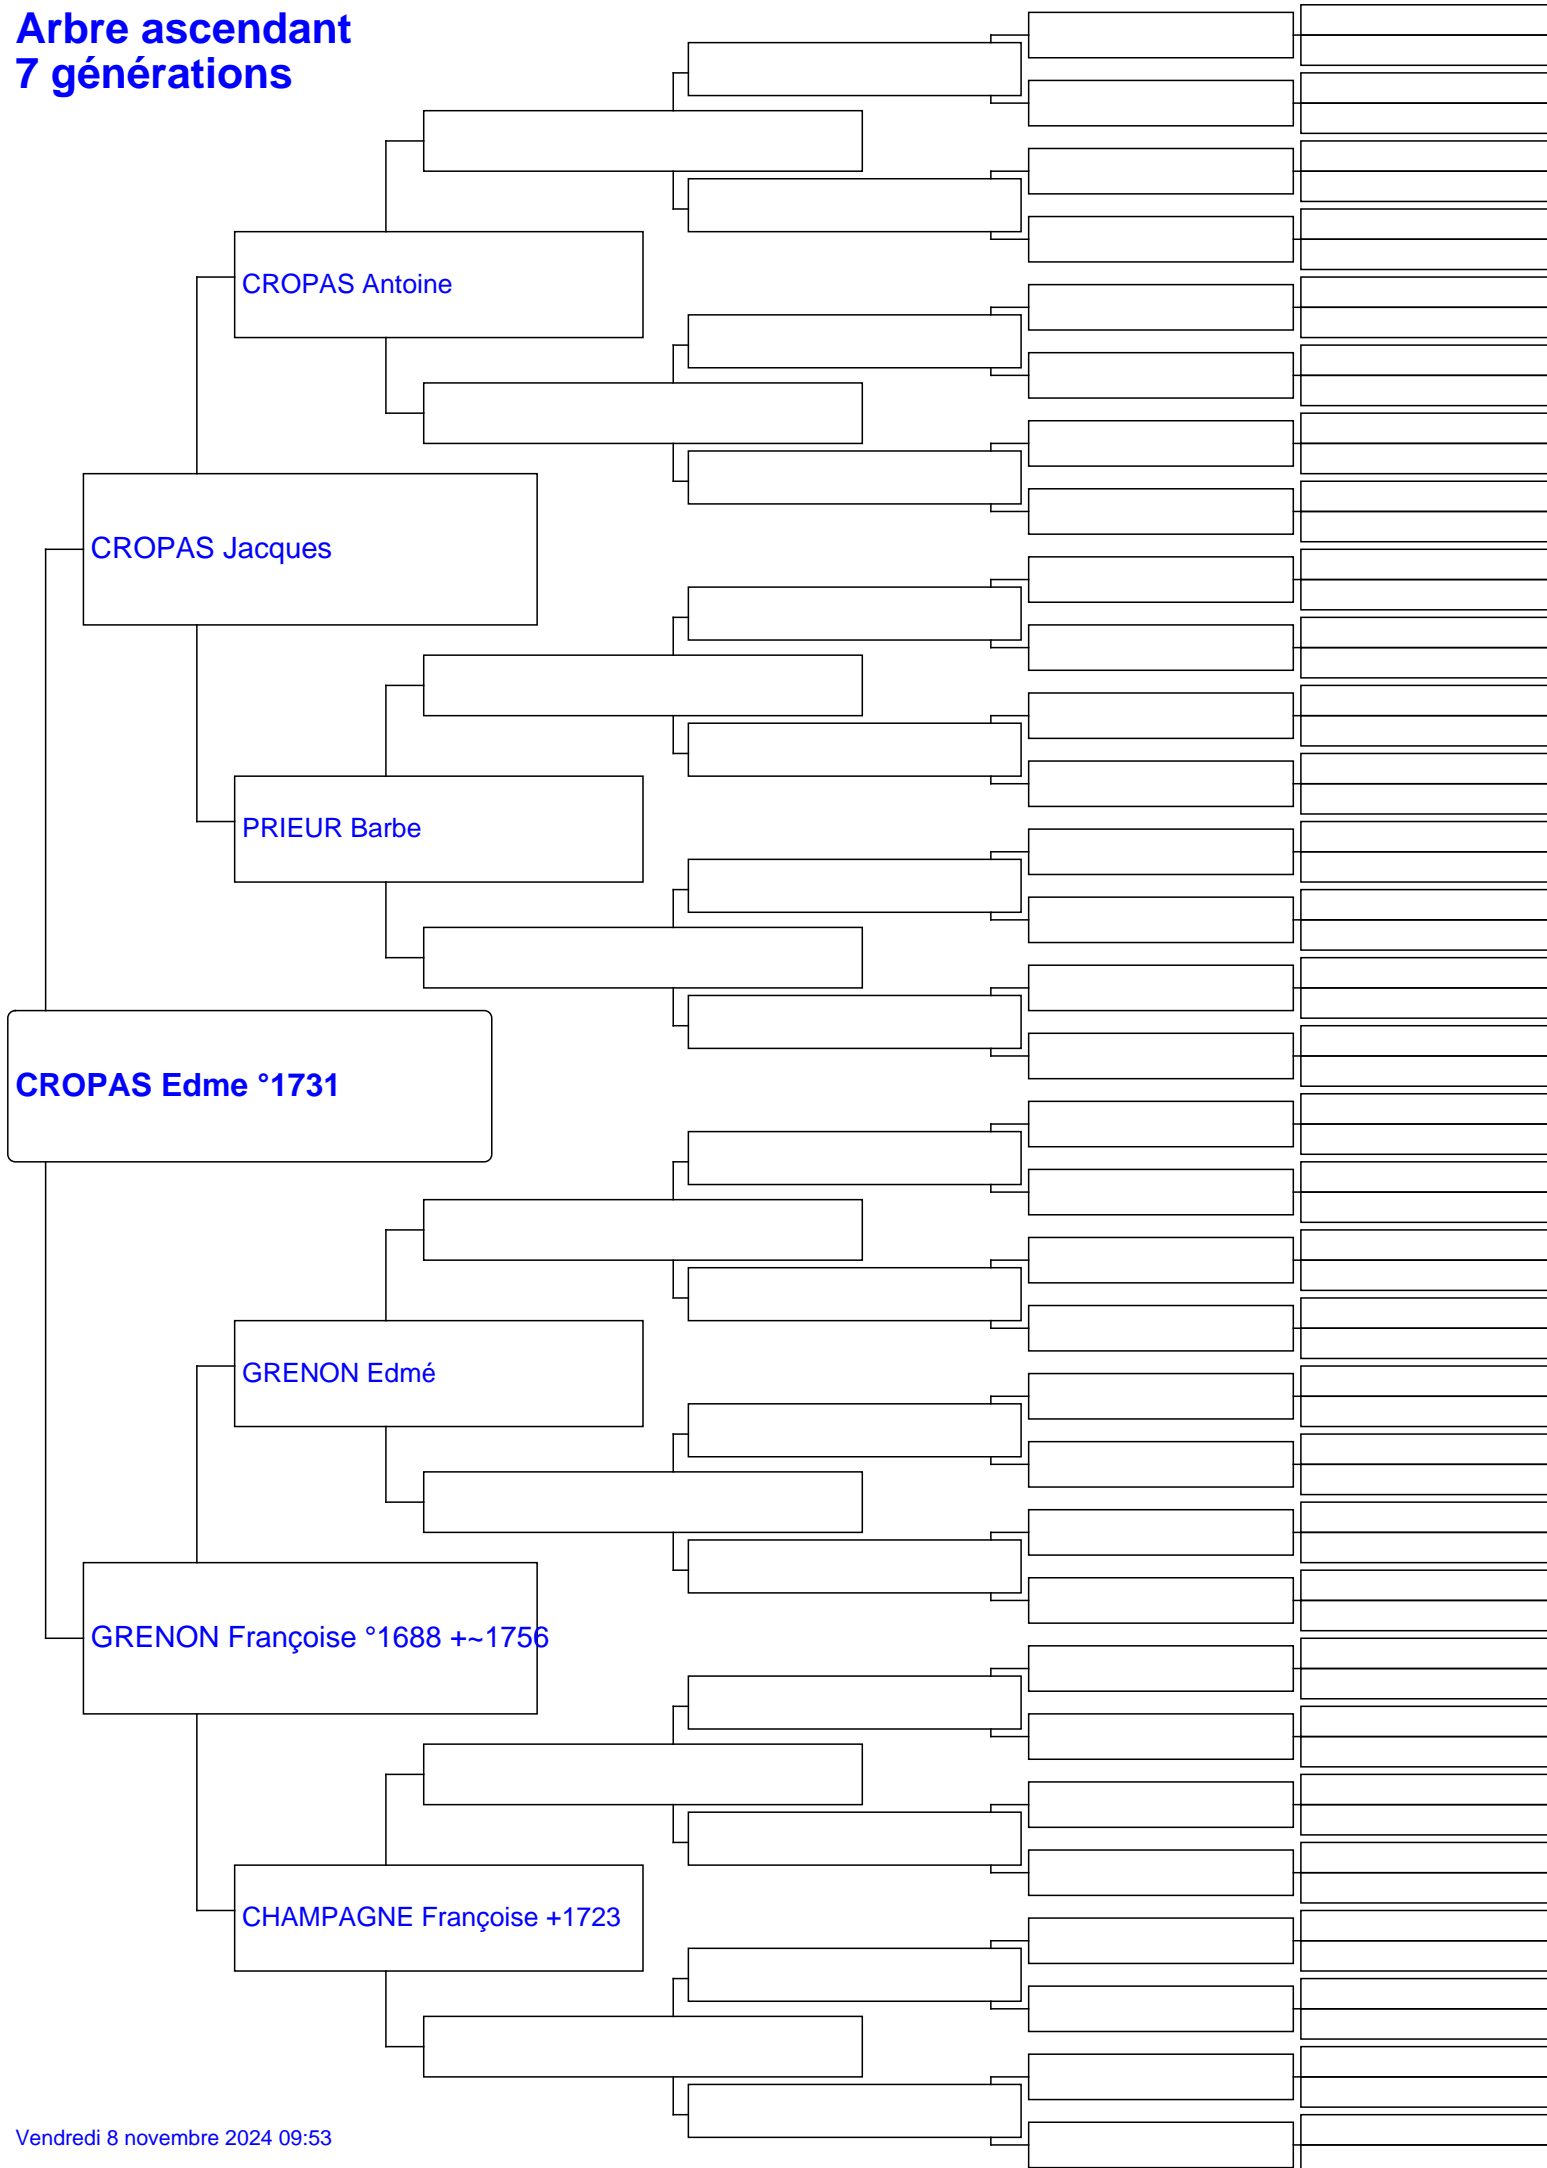 Arbre ascendant
7 générations
CROPAS Antoine
CROPAS Jacques
PRIEUR Barbe
CROPAS Edme °1731
GRENON Edmé
GRENON Françoise °1688 +~1756
CHAMPAGNE Françoise +1723
Vendredi 8 novembre 2024 09:53